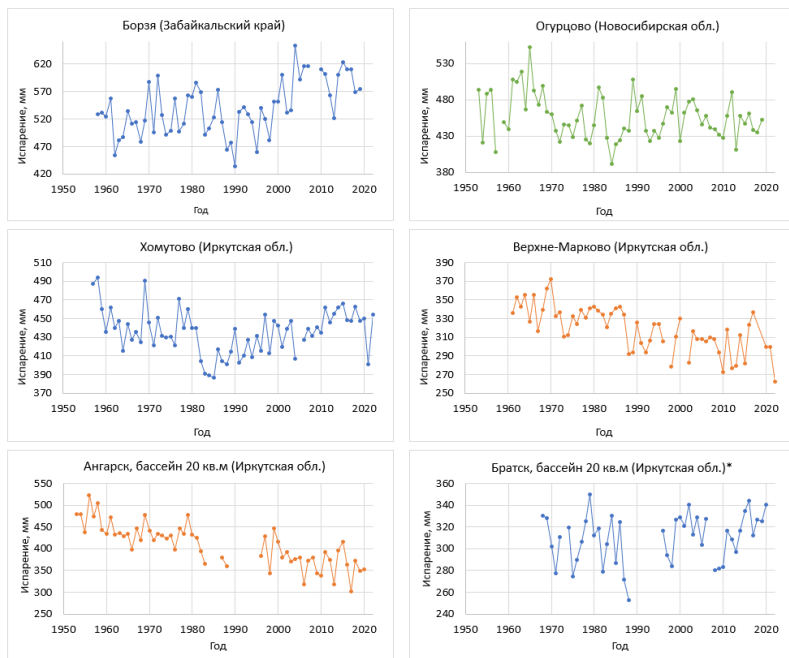 Борзя (Забайкальский край)
Испарение, мм
620
570
520
470
420
1950 1960 1970 1980 1990 2000 2010 2020
Год
Огурцово (Новосибирская обл.)
Испарение, мм
530
480
430
380
1950 1960 1970 1980 1990 2000 2010 2020
Год
Хомутово (Иркутская обл.)
Испарение, мм
510
490
470
450
430
410
390
370
1950 1960 1970 1980 1990 2000 2010 2020
Год
Верхне-Марково (Иркутская обл.)
Испарение, мм
390
370
350
330
310
290
270
250
1950 1960 1970 1980 1990 2000 2010 2020
Год
Ангарск, бассейн 20 кв.м (Иркутская обл.)
Испарение, мм
550
500
450
400
350
300
250
1950 1960 1970 1980 1990 2000 2010 2020
Год
Братск, бассейн 20 кв.м (Иркутская обл.)*
Испарение, мм
360
340
320
300
280
260
240
1950 1960 1970 1980 1990 2000 2010 2020
Год